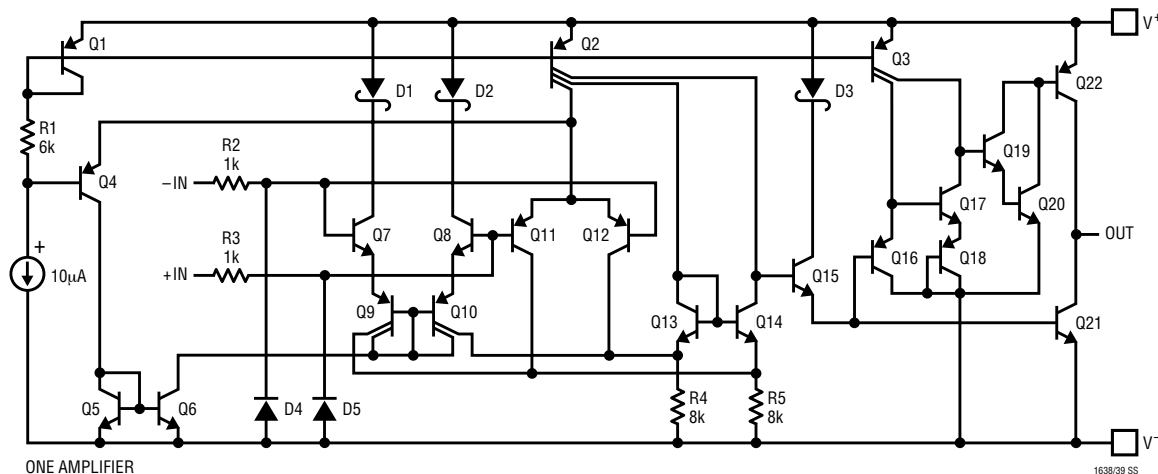 V+
Q1
Q2
Q3
Q22
D1
D2
D3
R1
6k
Q19
R2
1k
−IN
Q4
Q7
Q8
Q11
Q12
Q17
Q20
OUT
R3
1k
+IN
+
10µA
Q15
Q16
Q18
Q9
Q10
Q13
Q14
Q21
Q5
Q6
D4
D5
R4
8k
R5
8k
V−
ONE AMPLIFIER
1638/39 SS